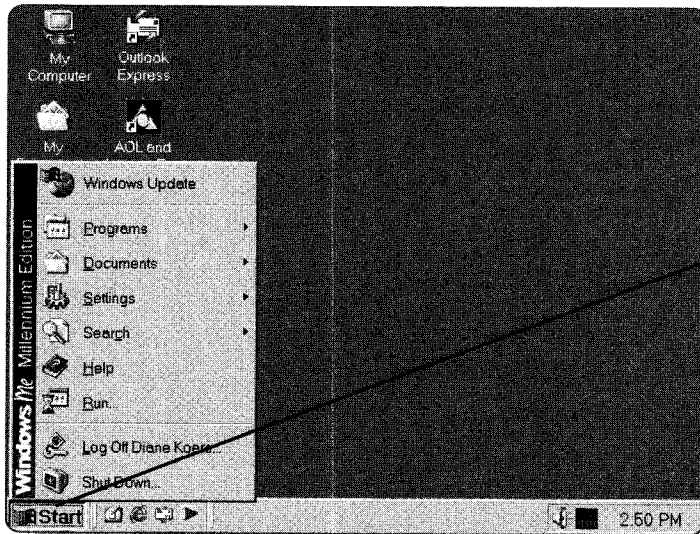 My Computer
Outlook Express
My
AOL and
Windows Update
Programs
Documents
Settings
Search
Help
Run...
Log Off Diane Koers...
Shut Down...
Windows Me Millennium Edition
Start
2:50 PM